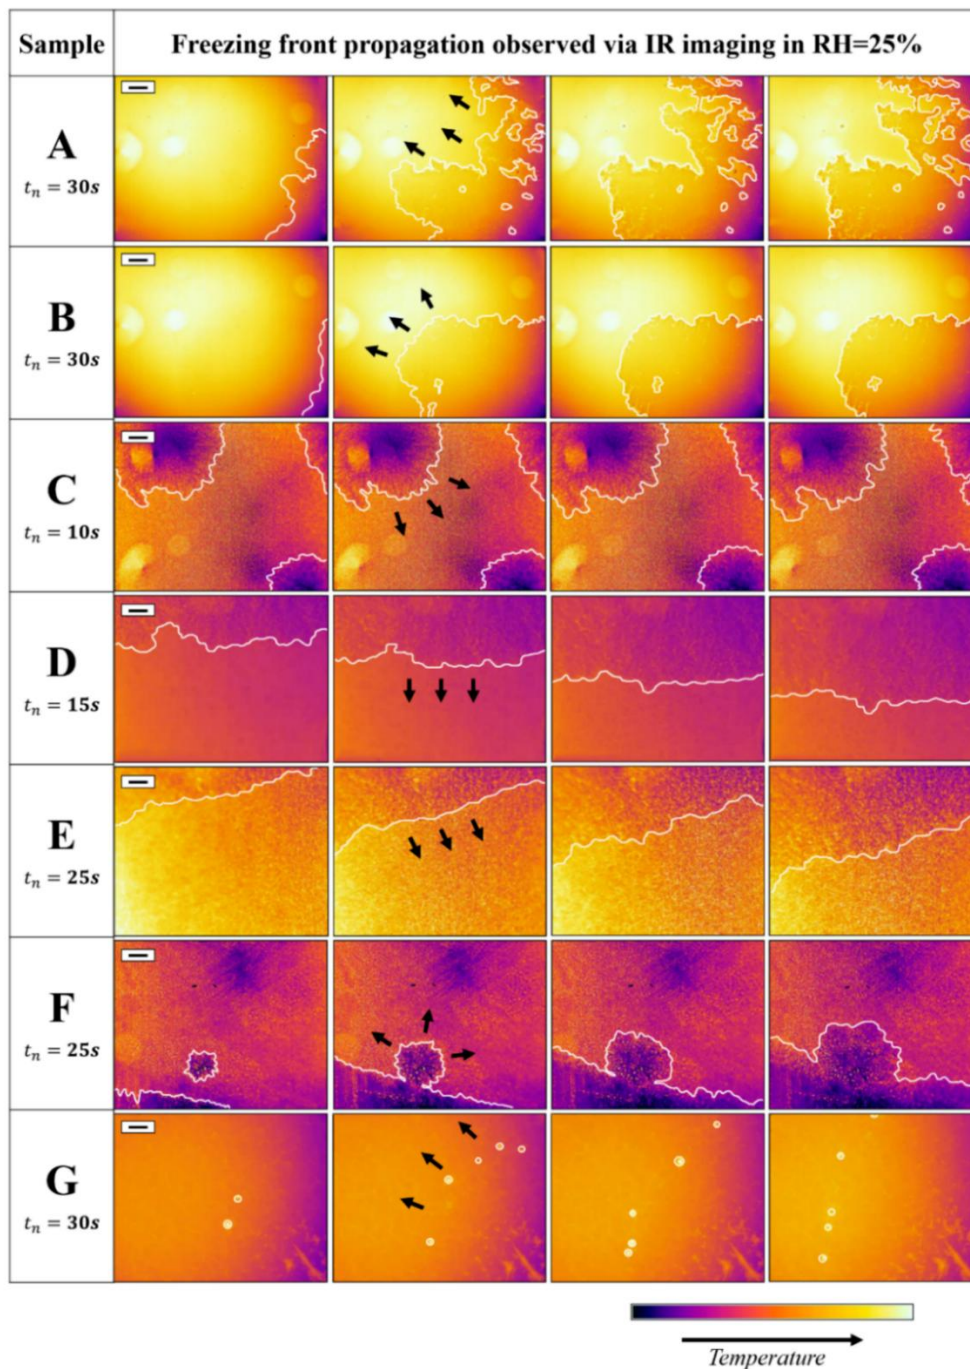 Sample
Freezing front propagation observed via IR imaging in RH=25%
A
tₙ = 30s
B
tₙ = 30s
C
tₙ = 10s
D
tₙ = 15s
E
tₙ = 25s
F
tₙ = 25s
G
tₙ = 30s
Temperature